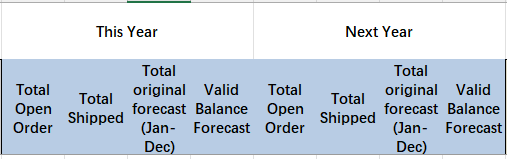 This Year Next Year
Total Open Order
Total Shipped
Total original forecast (Jan-Dec)
Valid Balance Forecast
Total Open Order
Total Shipped
Total original forecast (Jan-Dec)
Valid Balance Forecast